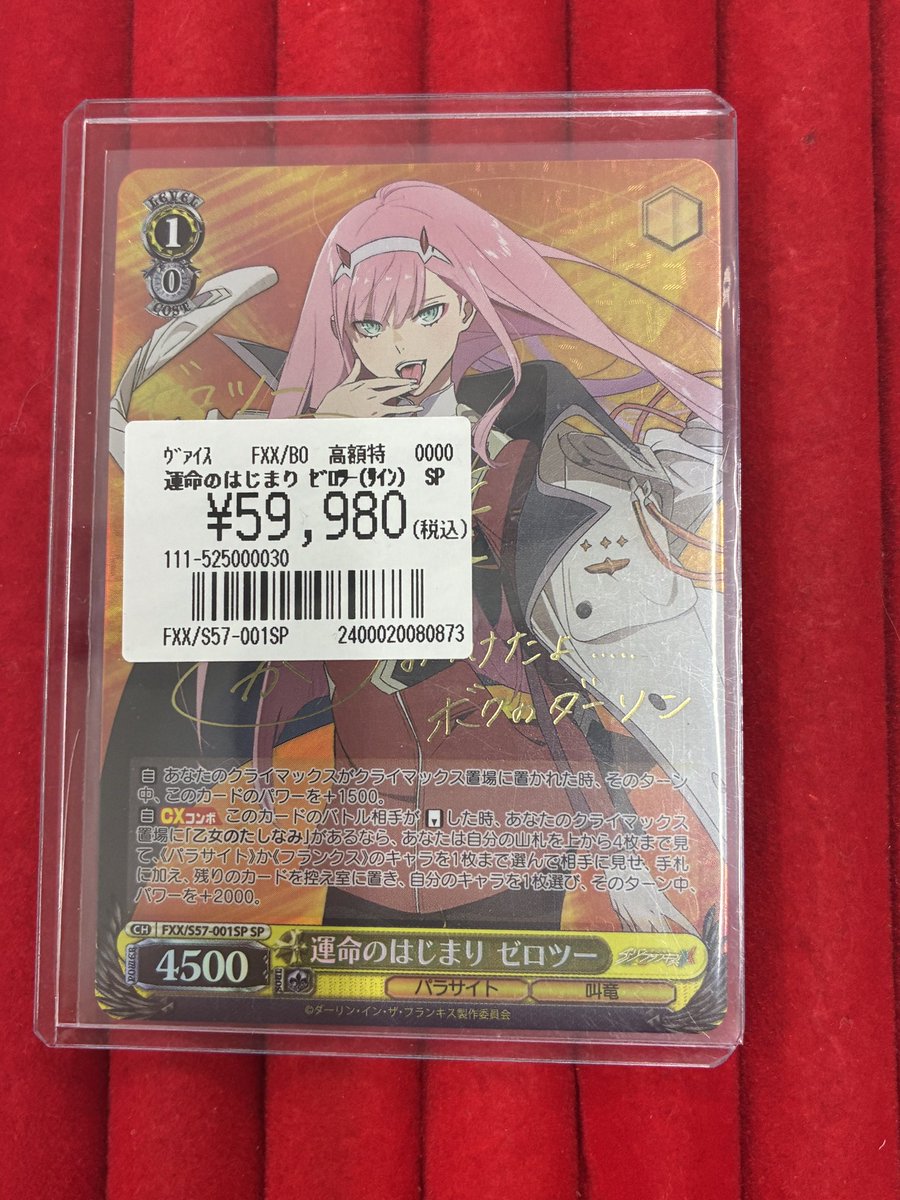 LEVEL
1
0
COST
ゼロツー
ｳﾞｧｲｽ FXX/BO 高額特 0000
運命のはじまり ｾﾞﾛﾂｰ(ｻｲﾝ) SP
¥59,980(税込)
111-525000030
FXX/S57-001SP 2400020080873
みつけたよ……
ボクのダーリン
自 あなたのクライマックスがクライマックス置場に置かれた時、そのターン
中、このカードのパワーを+1500。
自 CXコンボ このカードのバトル相手が した時、あなたのクライマックス
置場に「乙女のたしなみ」があるなら、あなたは自分の山札を上から4枚まで見
て、《パラサイト》か《フランクス》のキャラを1枚まで選んで相手に見せ、手札
に加え、残りのカードを控え室に置き、自分のキャラを1枚選び、そのターン中、
パワーを+2000。
CH FXX/S57-001SP SP
POWER 4500 運命のはじまり ゼロツー
パラサイト 叫竜
©ダーリン・イン・ザ・フランキス製作委員会